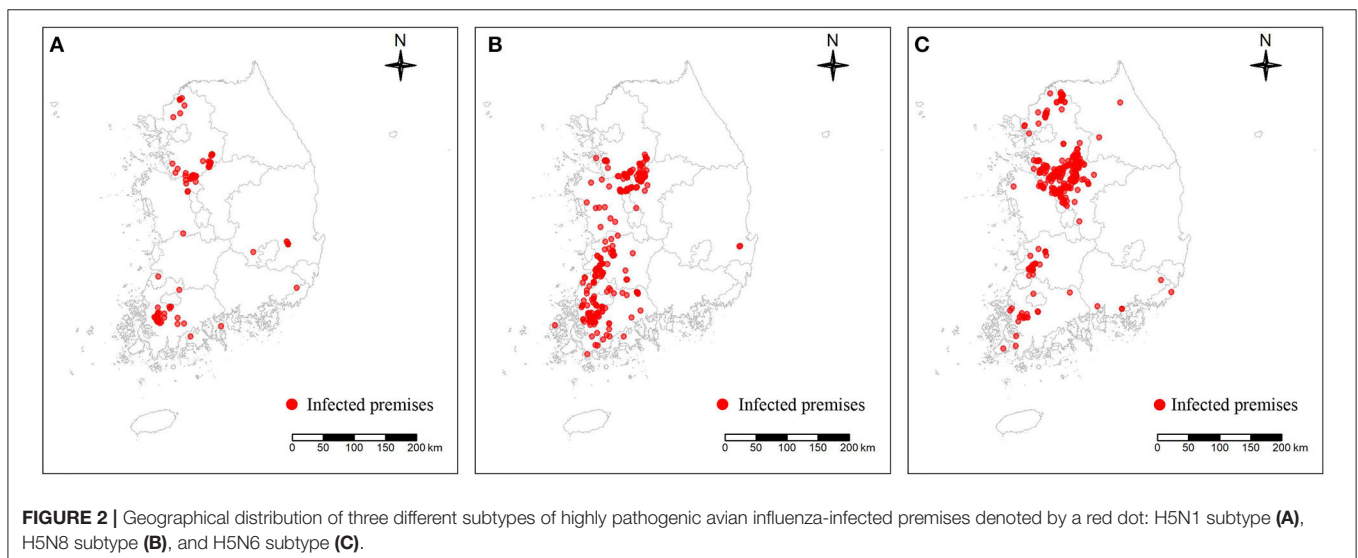 A
N
Infected premises
0 50 100 150 200 km
B
N
Infected premises
0 50 100 150 200 km
C
N
Infected premises
0 50 100 150 200 km
FIGURE 2 | Geographical distribution of three different subtypes of highly pathogenic avian influenza-infected premises denoted by a red dot: H5N1 subtype (A),
H5N8 subtype (B), and H5N6 subtype (C).